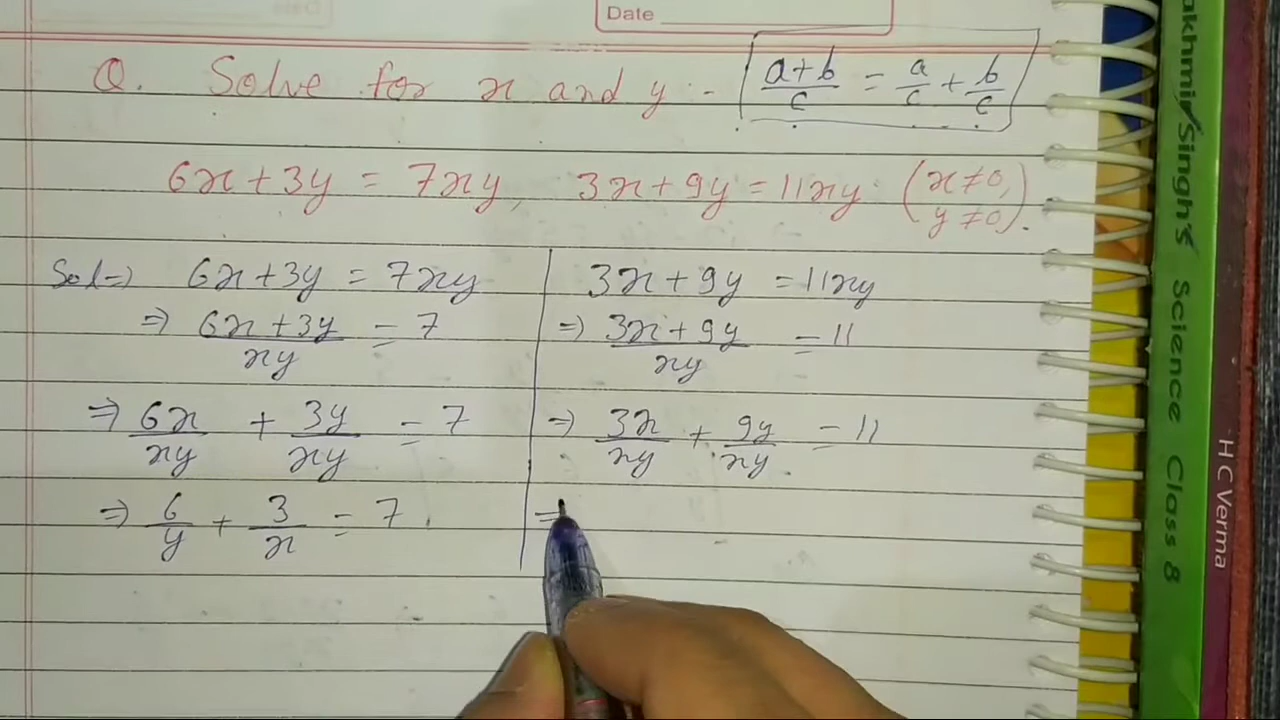 Date
Q. Solve for x and y :- (a+b)/c = a/c + b/c
6x+3y = 7xy, 3x+9y = 11xy (x≠0, y≠0).
Sol⇒ 6x+3y = 7xy
⇒ (6x+3y)/xy = 7
⇒ 6x/xy + 3y/xy = 7
⇒ 6/y + 3/x = 7
3x+9y = 11xy
⇒ (3x+9y)/xy = 11
⇒ 3x/xy + 9y/xy = 11
⇒
Singh's Science Class 8
H C Verma